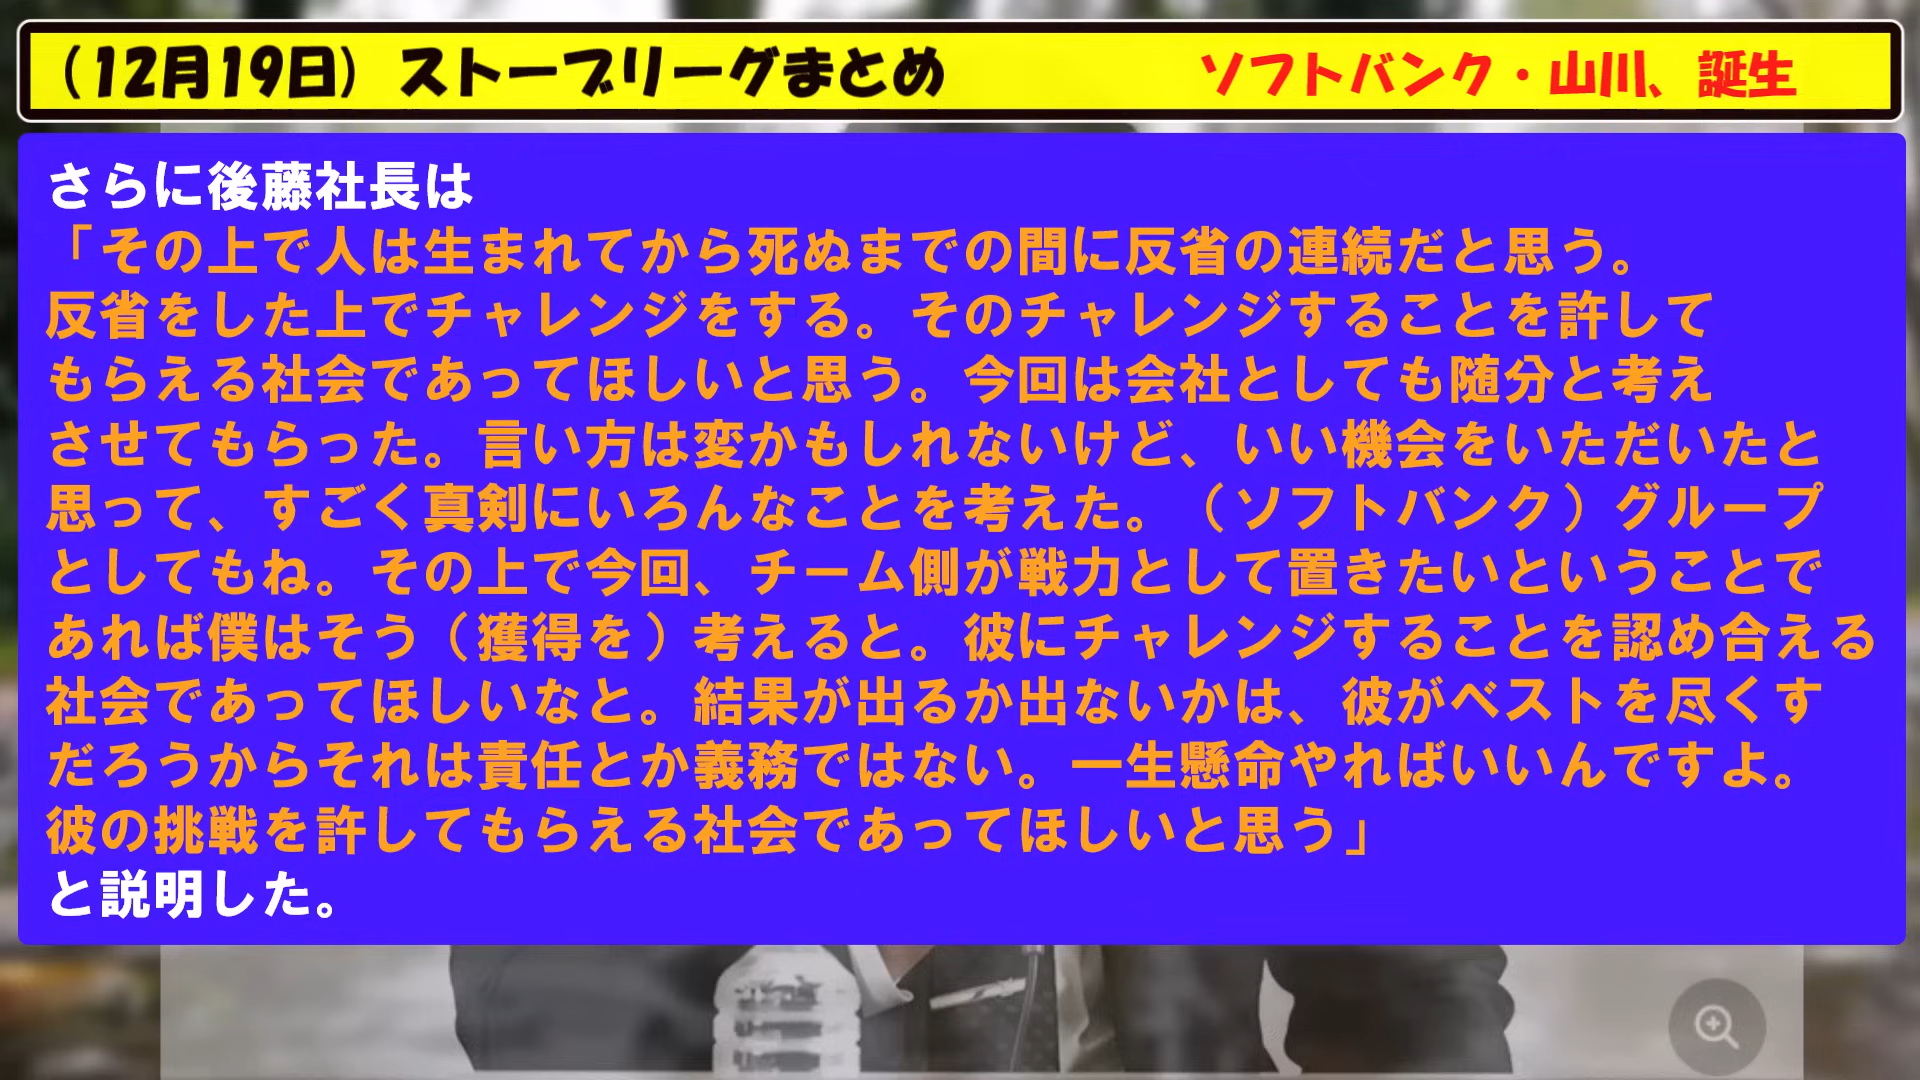 (12月19日) ストーブリーグまとめ
ソフトバンク・山川、誕生
さらに後藤社長は
「その上で人は生まれてから死ぬまでの間に反省の連続だと思う。
反省をした上でチャレンジをする。そのチャレンジすることを許して
もらえる社会であってほしいと思う。今回は会社としても随分と考え
させてもらった。言い方は変かもしれないけど、いい機会をいただいたと
思って、すごく真剣にいろんなことを考えた。（ソフトバンク）グループ
としてもね。その上で今回、チーム側が戦力として置きたいということで
あれば僕はそう（獲得を）考えると。彼にチャレンジすることを認め合える
社会であってほしいなと。結果が出るか出ないかは、彼がベストを尽くす
だろうからそれは責任とか義務ではない。一生懸命やればいいんですよ。
彼の挑戦を許してもらえる社会であってほしいと思う」
と説明した。